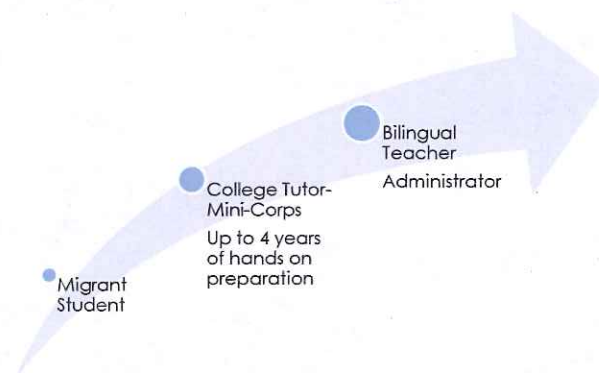 Migrant
Student
College Tutor-
Mini-Corps
Up to 4 years
of hands on
preparation
Bilingual
Teacher
Administrator